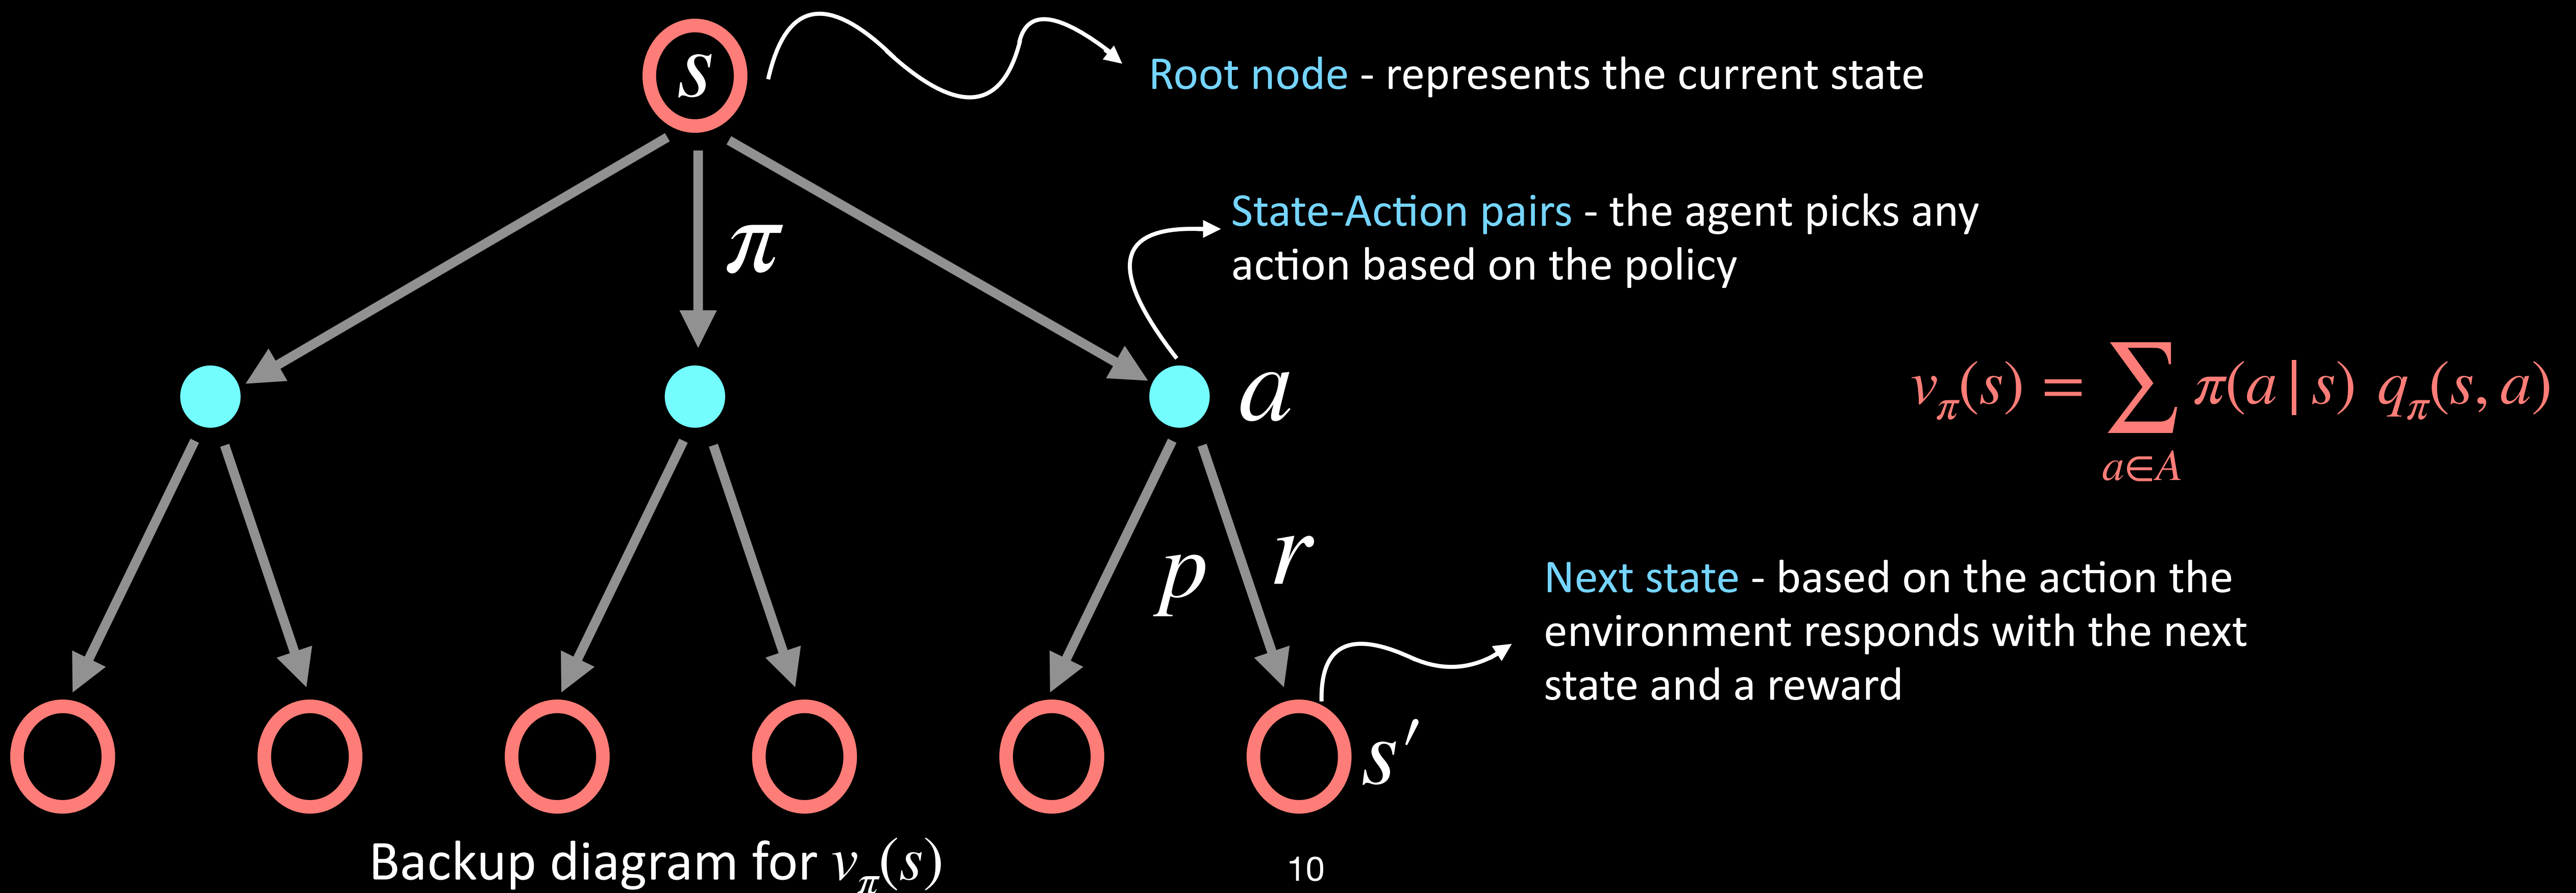 s
Root node - represents the current state
π
State-Action pairs - the agent picks any
action based on the policy
a
v_π(s) = ∑_{a∈A} π(a | s) q_π(s, a)
p
r
Next state - based on the action the
environment responds with the next
state and a reward
s′
Backup diagram for v_π(s)
10